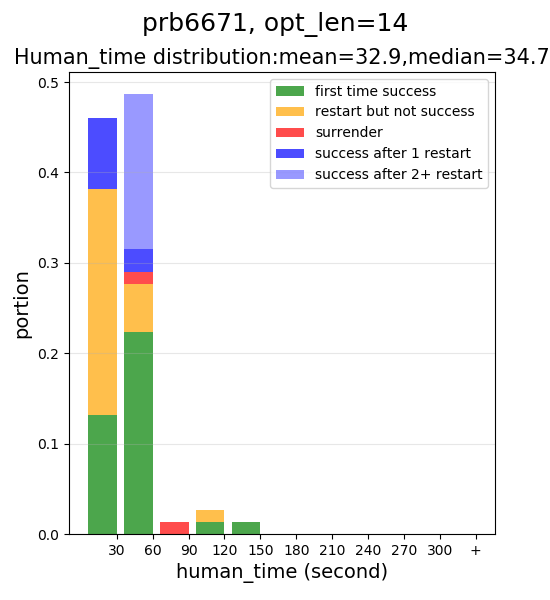 prb6671, opt_len=14
Human_time distribution:mean=32.9,median=34.7
first time success
restart but not success
surrender
success after 1 restart
success after 2+ restart
0.5
0.4
0.3
0.2
0.1
0.0
portion
30 60 90 120 150 180 210 240 270 300 +
human_time (second)